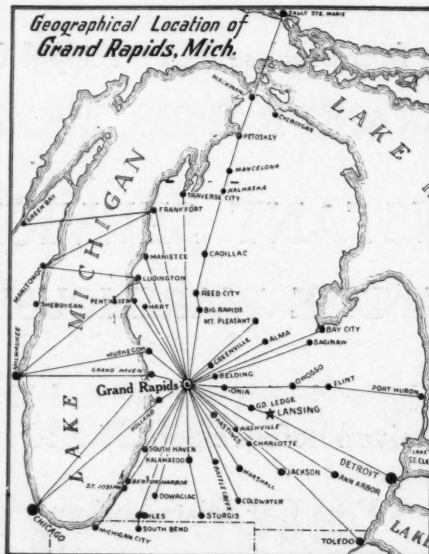 Geographical Location of
Grand Rapids, Mich.
SAULT STE. MARIE
MACKINAW
CHEBOYGAN
LAKE
PETOSKEY
MANCELONA
KALKASKA
TRAVERSE CITY
GREEN BAY
FRANKFORT
LAKE MICHIGAN
MANISTEE
CADILLAC
MANITOWOC
LUDINGTON
SHEBOYGAN
PENTWATER
HART
REED CITY
BIG RAPIDS
MT. PLEASANT
BAY CITY
SAGINAW
ALMA
MILWAUKEE
MUSKEGON
GREENVILLE
GRAND HAVEN
BELDING
Grand Rapids
IONIA
OWOSSO
FLINT
PORT HURON
HOLLAND
GD. LEDGE
LANSING
HASTINGS
NASHVILLE
CHARLOTTE
LAKE
ST. CLA
SOUTH HAVEN
KALAMAZOO
BATTLE CREEK
MARSHALL
JACKSON
ANN ARBOR
DETROIT
ST. JOSEPH
BENTON HARBOR
DOWAGIAC
COLDWATER
CHICAGO
NILES
STURGIS
LAKE
MICHIGAN CITY
SOUTH BEND
TOLEDO